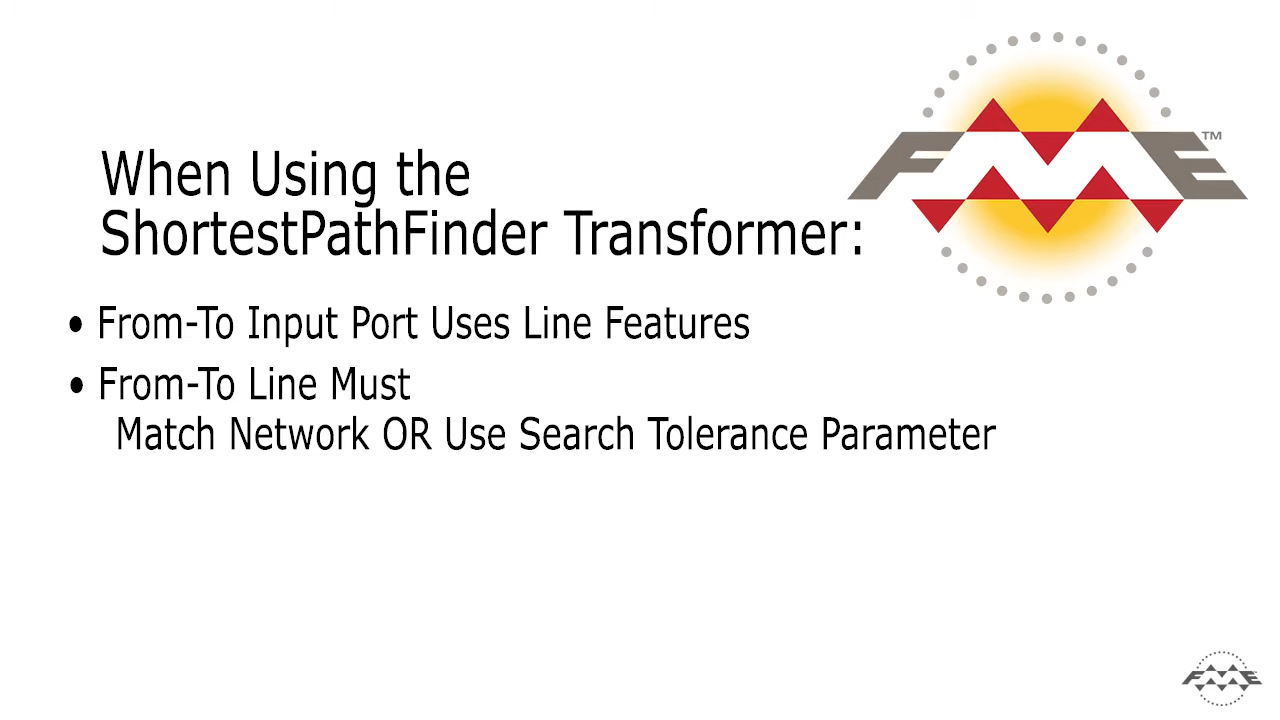 When Using the
ShortestPathFinder Transformer:
• From-To Input Port Uses Line Features
• From-To Line Must
Match Network OR Use Search Tolerance Parameter
FME™
FME